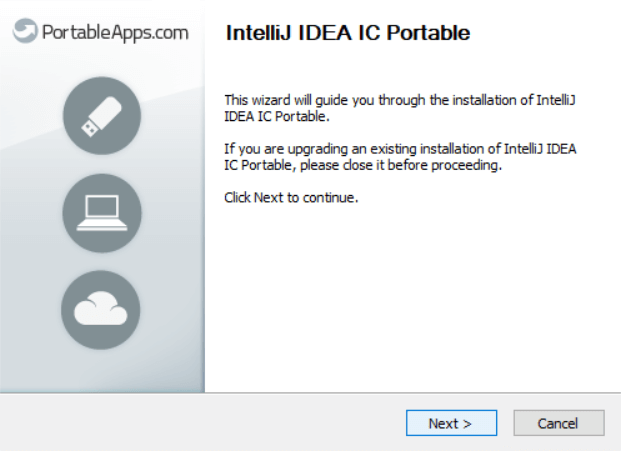 PortableApps.com
IntelliJ IDEA IC Portable
This wizard will guide you through the installation of IntelliJ
IDEA IC Portable.
If you are upgrading an existing installation of IntelliJ IDEA
IC Portable, please close it before proceeding.
Click Next to continue.
Next >
Cancel